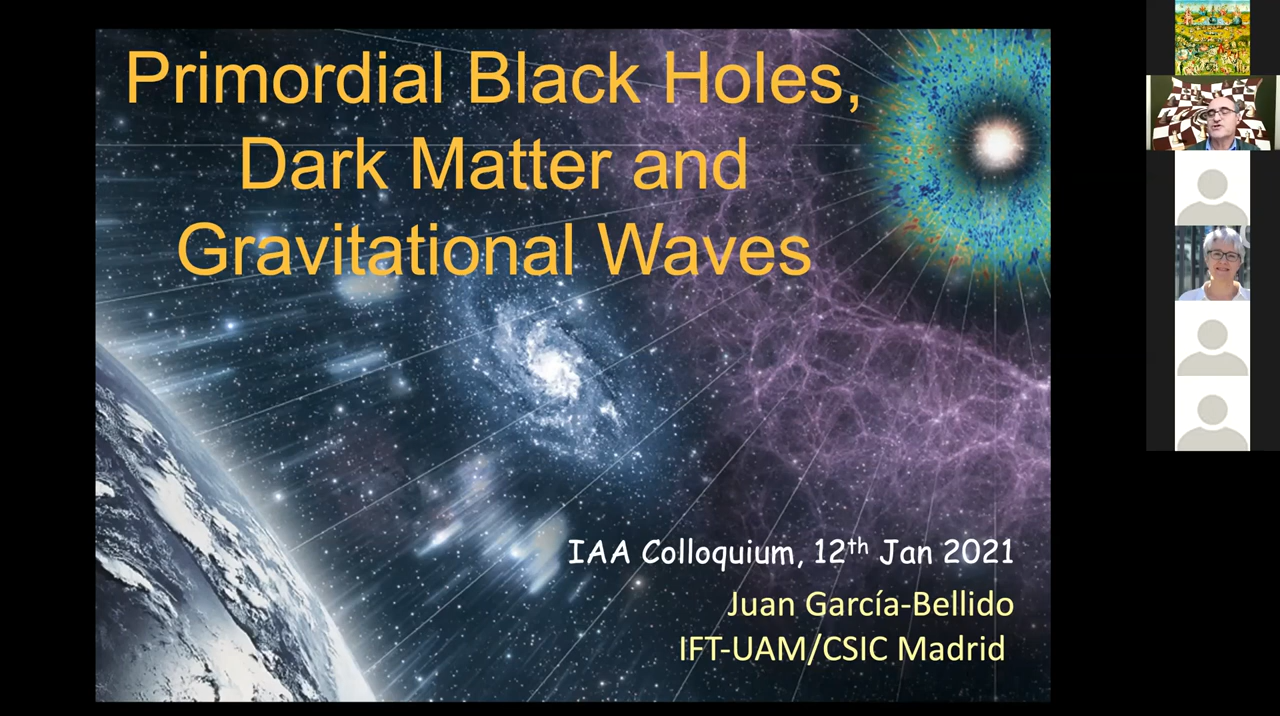 Primordial Black Holes,
Dark Matter and
Gravitational Waves
IAA Colloquium, 12th Jan 2021
Juan García-Bellido
IFT-UAM/CSIC Madrid